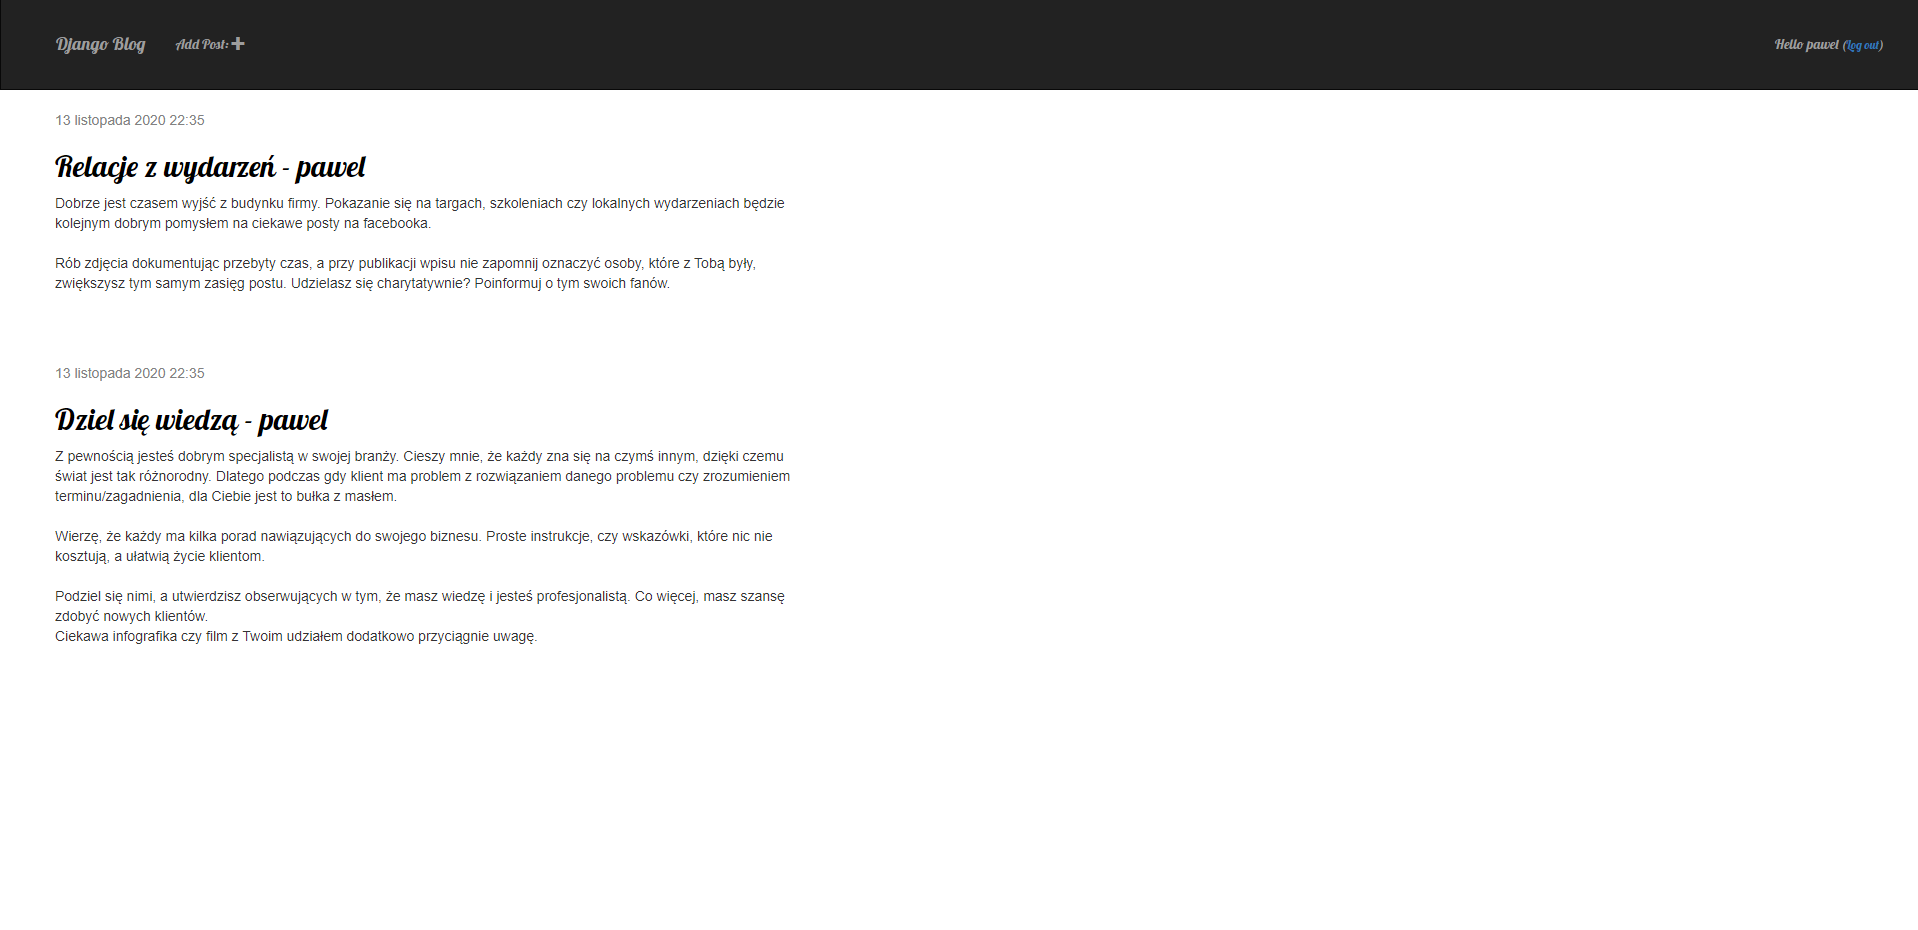 Django Blog Add Post: Hello pawel (log out)
13 listopada 2020 22:35
Relacje z wydarzeń - pawel
Dobrze jest czasem wyjść z budynku firmy. Pokazanie się na targach, szkoleniach czy lokalnych wydarzeniach będzie
kolejnym dobrym pomysłem na ciekawe posty na facebooka.
Rób zdjęcia dokumentując przebyty czas, a przy publikacji wpisu nie zapomnij oznaczyć osoby, które z Tobą były,
zwiększysz tym samym zasięg postu. Udzielasz się charytatywnie? Poinformuj o tym swoich fanów.
13 listopada 2020 22:35
Dziel się wiedzą - pawel
Z pewnością jesteś dobrym specjalistą w swojej branży. Cieszy mnie, że każdy zna się na czymś innym, dzięki czemu
świat jest tak różnorodny. Dlatego podczas gdy klient ma problem z rozwiązaniem danego problemu czy zrozumieniem
terminu/zagadnienia, dla Ciebie jest to bułka z masłem.
Wierzę, że każdy ma kilka porad nawiązujących do swojego biznesu. Proste instrukcje, czy wskazówki, które nic nie
kosztują, a ułatwią życie klientom.
Podziel się nimi, a utwierdzisz obserwujących w tym, że masz wiedzę i jesteś profesjonalistą. Co więcej, masz szansę
zdobyć nowych klientów.
Ciekawa infografika czy film z Twoim udziałem dodatkowo przyciągnie uwagę.